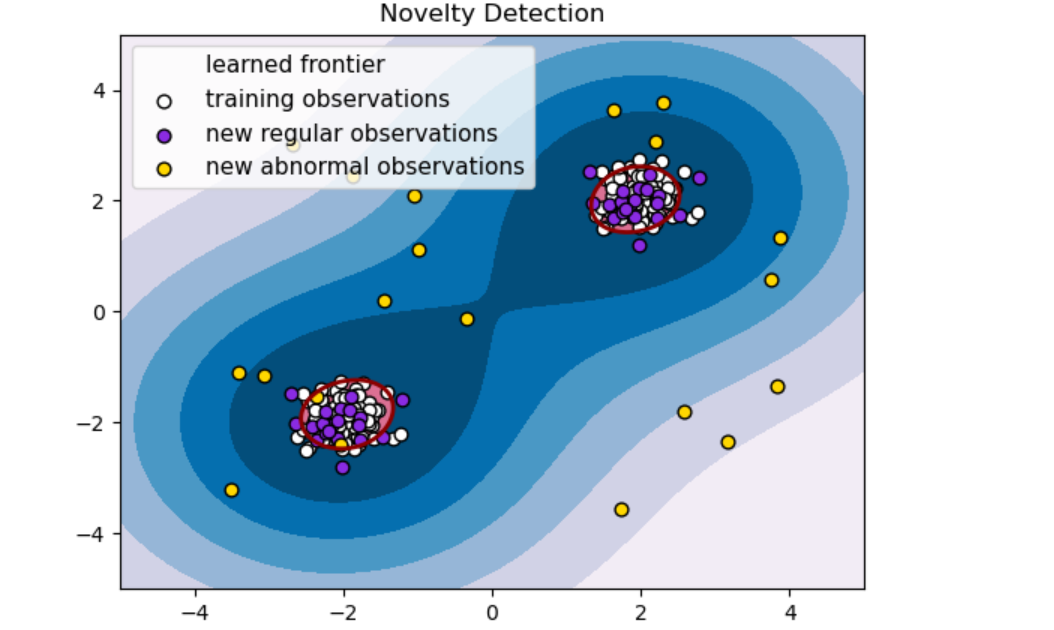 Novelty Detection
learned frontier
training observations
new regular observations
new abnormal observations
4
2
0
−2
−4
−4
−2
0
2
4